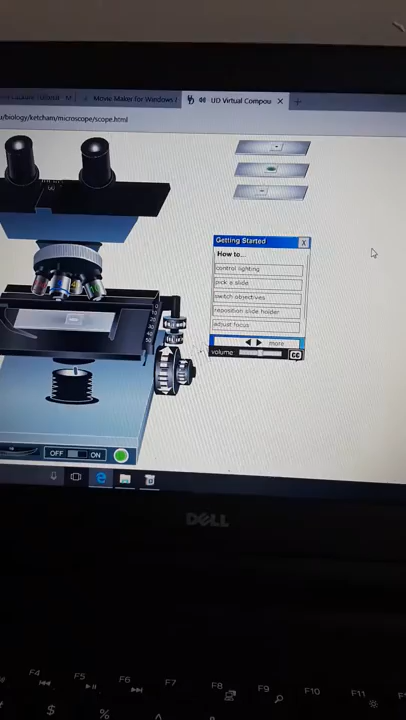 Movie Maker for Windows
UD Virtual Compou
u/biology/ketcham/microscope/scope.html
Getting Started
X
How to...
control lighting
pick a slide
switch objectives
reposition slide holder
adjust focus
more
volume
CC
OFF
ON
DELL
F4
F5
F6
F7
F8
F9
F10
F11
$
%
^